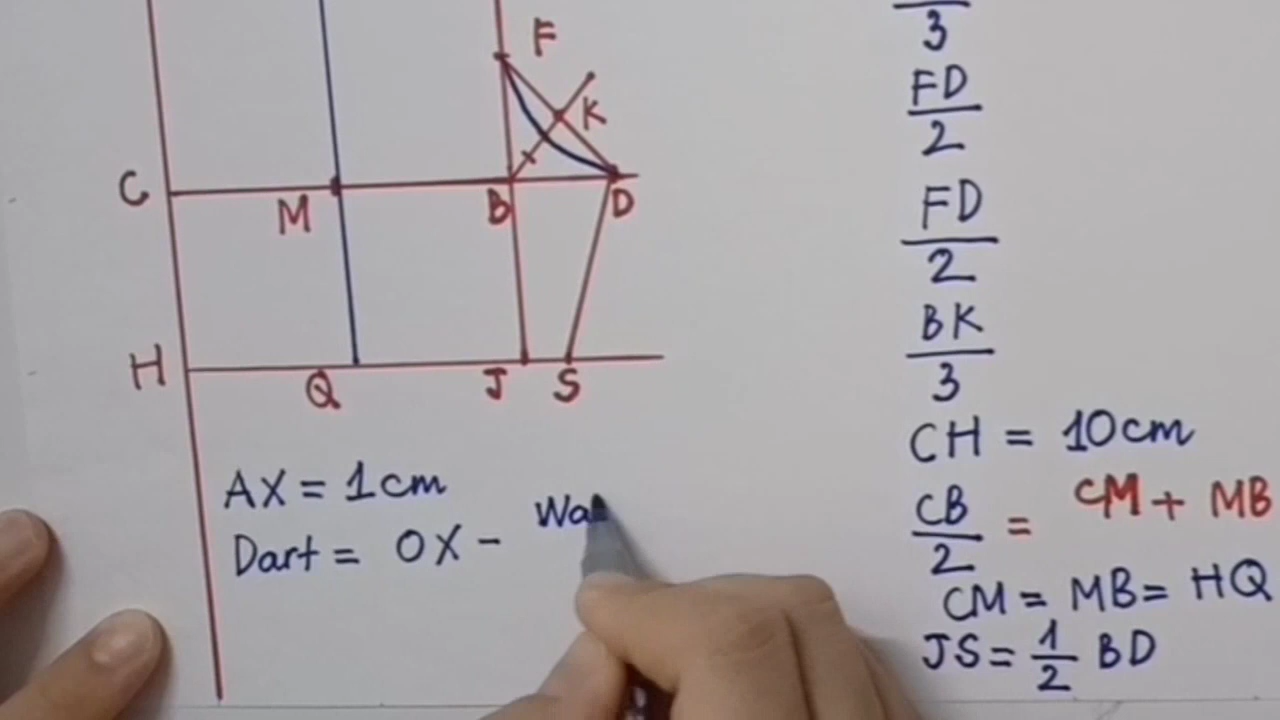 F
K
C
M
B
D
H
Q
J
S
AX = 1cm
Dart = OX -
3
FD
2
FD
2
BK
3
CH = 10cm
CB
2
= CM + MB
CM = MB = HQ
JS = 1/2 BD